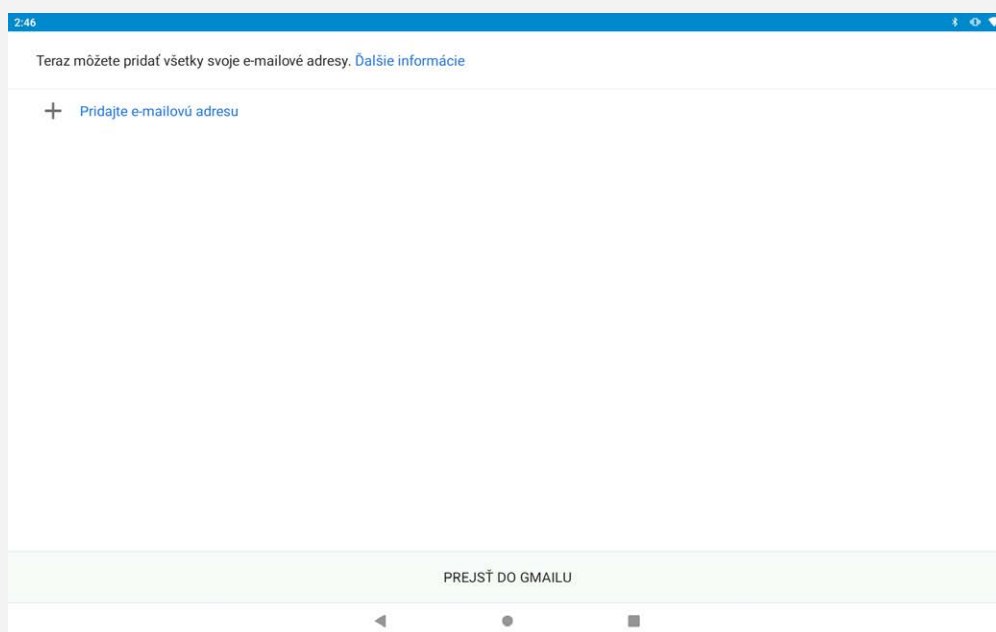 2:46
Teraz môžete pridať všetky svoje e-mailové adresy. Ďalšie informácie
Pridajte e-mailovú adresu
PREJSŤ DO GMAILU